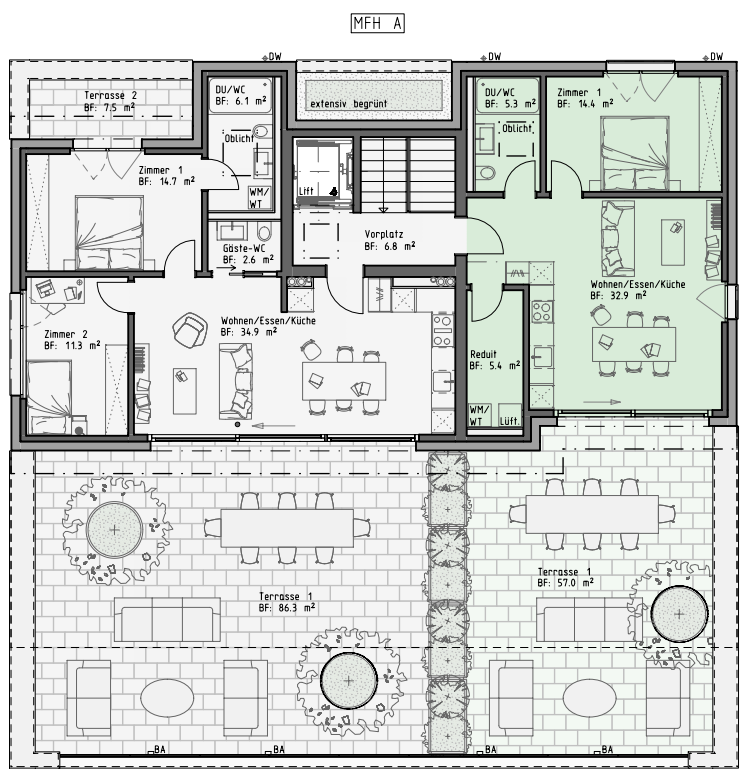 MFH A
DW
DW
DW
Terrasse 2
BF: 7.5 m²
DU/WC
BF: 6.1 m²
Oblicht
WM/
WT
extensiv begrünt
DU/WC
BF: 5.3 m²
Oblicht
Zimmer 1
BF: 14.4 m²
Zimmer 1
BF: 14.7 m²
Lift
Vorplatz
BF: 6.8 m²
Gäste-WC
BF: 2.6 m²
Wohnen/Essen/Küche
BF: 32.9 m²
Zimmer 2
BF: 11.3 m²
Wohnen/Essen/Küche
BF: 34.9 m²
Reduit
BF: 5.4 m²
WM/
WT
Lüft.
Terrasse 1
BF: 86.3 m²
Terrasse 1
BF: 57.0 m²
BA
BA
BA
BA